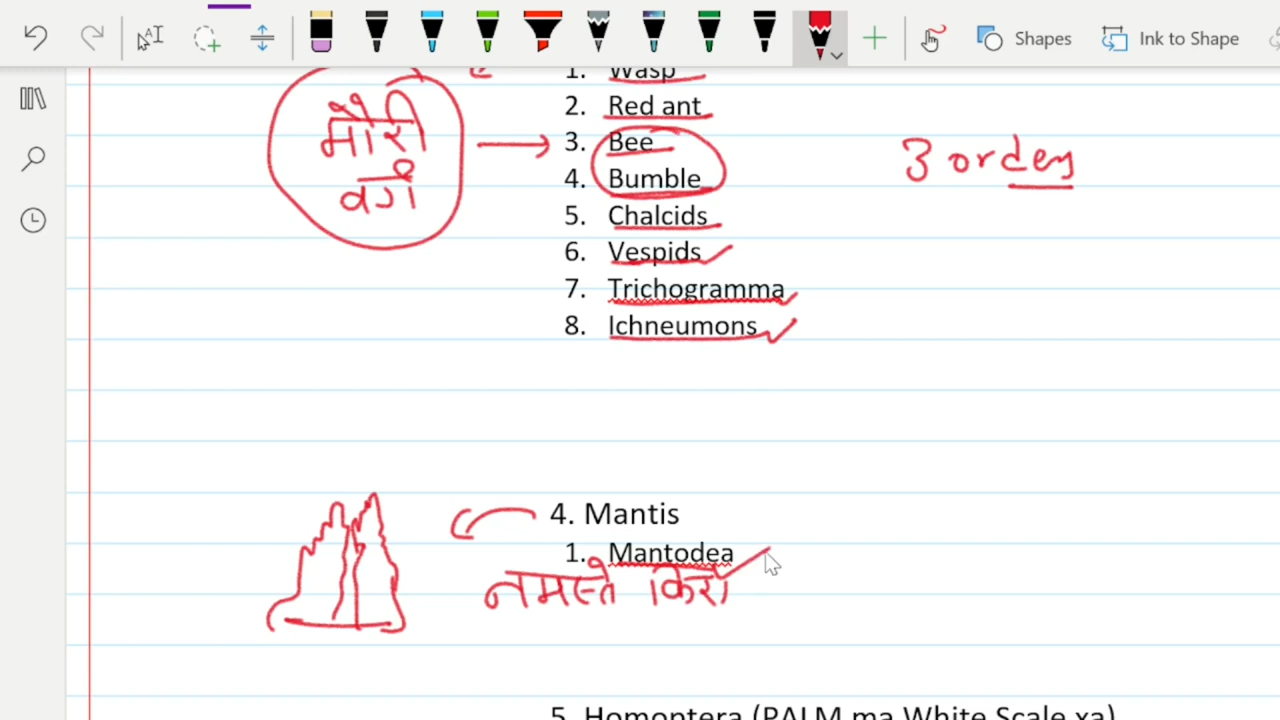 Shapes
Ink to Shape
1. Wasp
2. Red ant
3. Bee
4. Bumble
5. Chalcids
6. Vespids
7. Trichogramma
8. Ichneumons
मौरी
वर्ग
3 orders
4. Mantis
1. Mantodea
नमस्ते किरा
5. Homoptera (PALM ma White Scale xa)